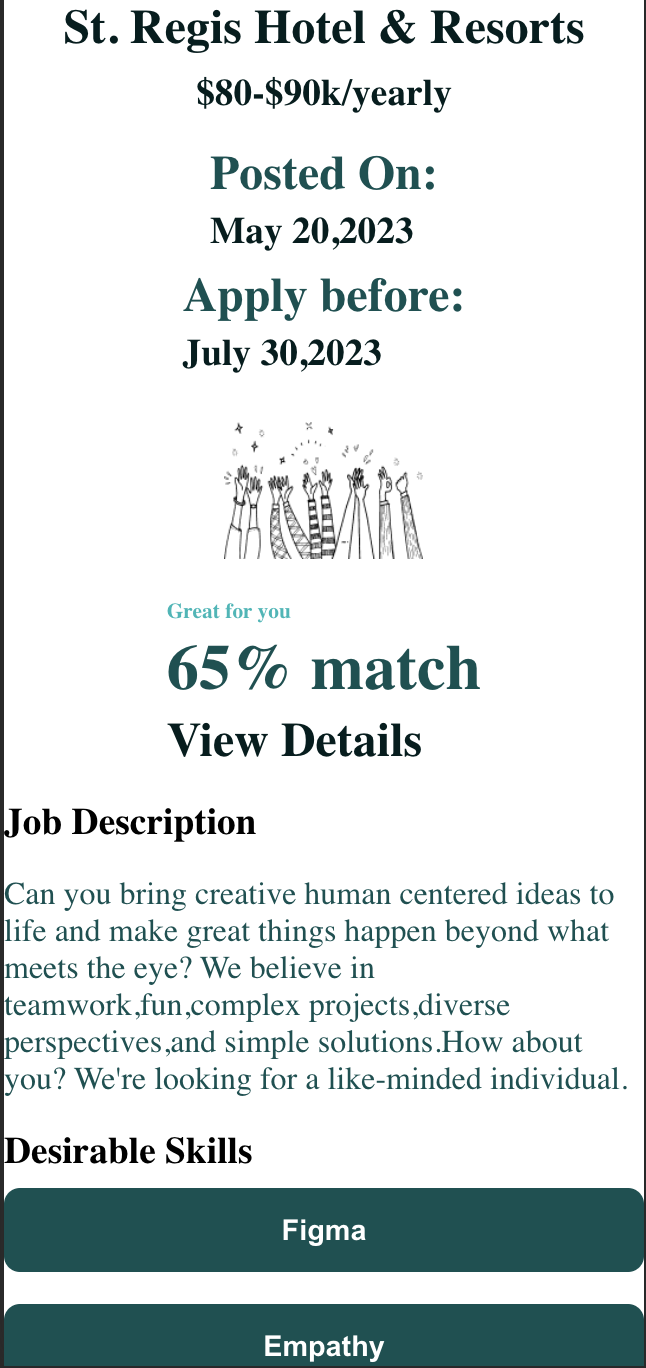 St. Regis Hotel & Resorts
$80-$90k/yearly
Posted On:
May 20,2023
Apply before:
July 30,2023
Great for you
65% match
View Details
Job Description
Can you bring creative human centered ideas to
life and make great things happen beyond what
meets the eye? We believe in
teamwork,fun,complex projects,diverse
perspectives,and simple solutions.How about
you? We're looking for a like-minded individual.
Desirable Skills
Figma
Empathy